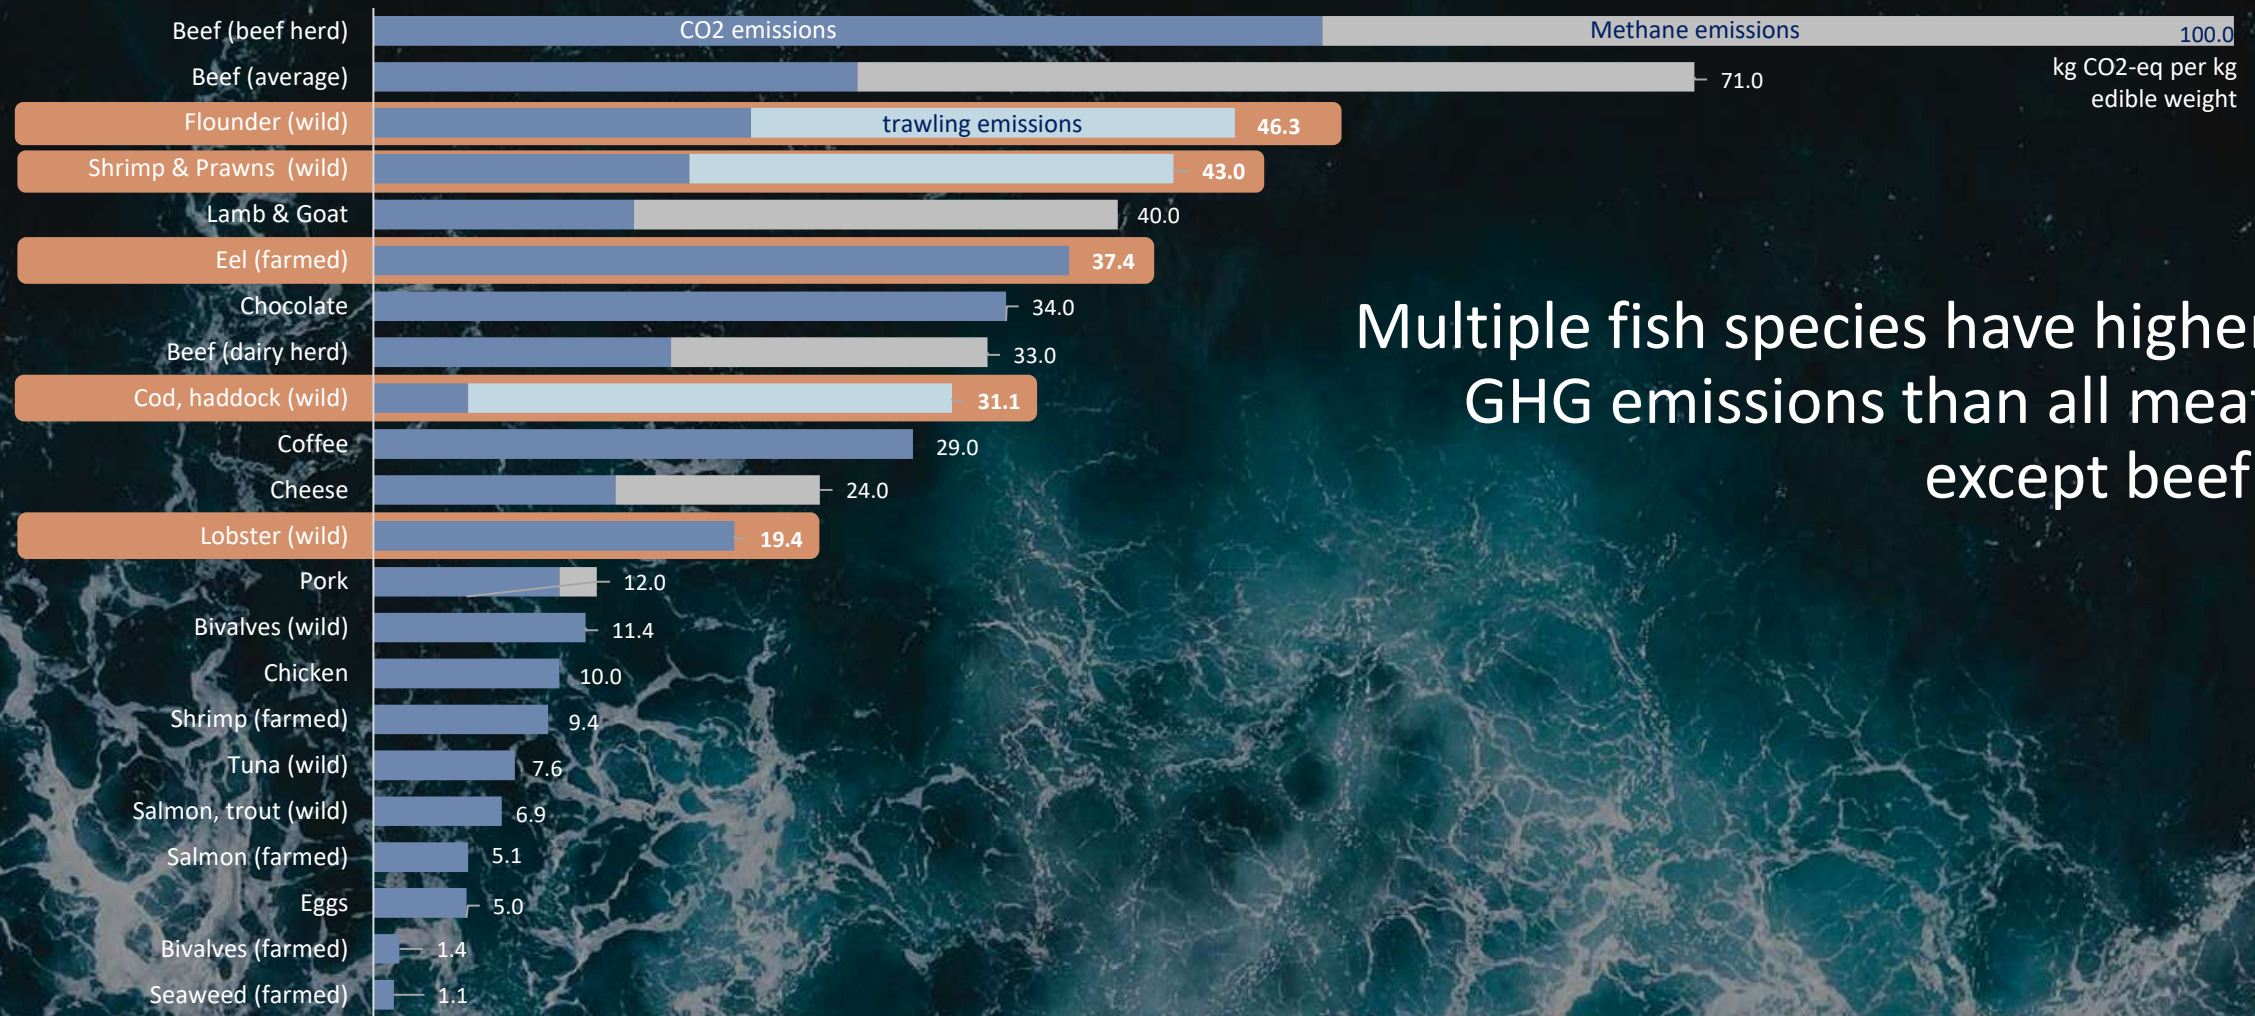 Beef (beef herd) CO2 emissions Methane emissions 100.0
kg CO2-eq per kg
edible weight
Beef (average) 71.0
Flounder (wild) trawling emissions 46.3
Shrimp & Prawns (wild) 43.0
Lamb & Goat 40.0
Eel (farmed) 37.4
Chocolate 34.0
Beef (dairy herd) 33.0
Cod, haddock (wild) 31.1
Coffee 29.0
Cheese 24.0
Lobster (wild) 19.4
Pork 12.0
Bivalves (wild) 11.4
Chicken 10.0
Shrimp (farmed) 9.4
Tuna (wild) 7.6
Salmon, trout (wild) 6.9
Salmon (farmed) 5.1
Eggs 5.0
Bivalves (farmed) 1.4
Seaweed (farmed) 1.1
Multiple fish species have higher
GHG emissions than all meat
except beef